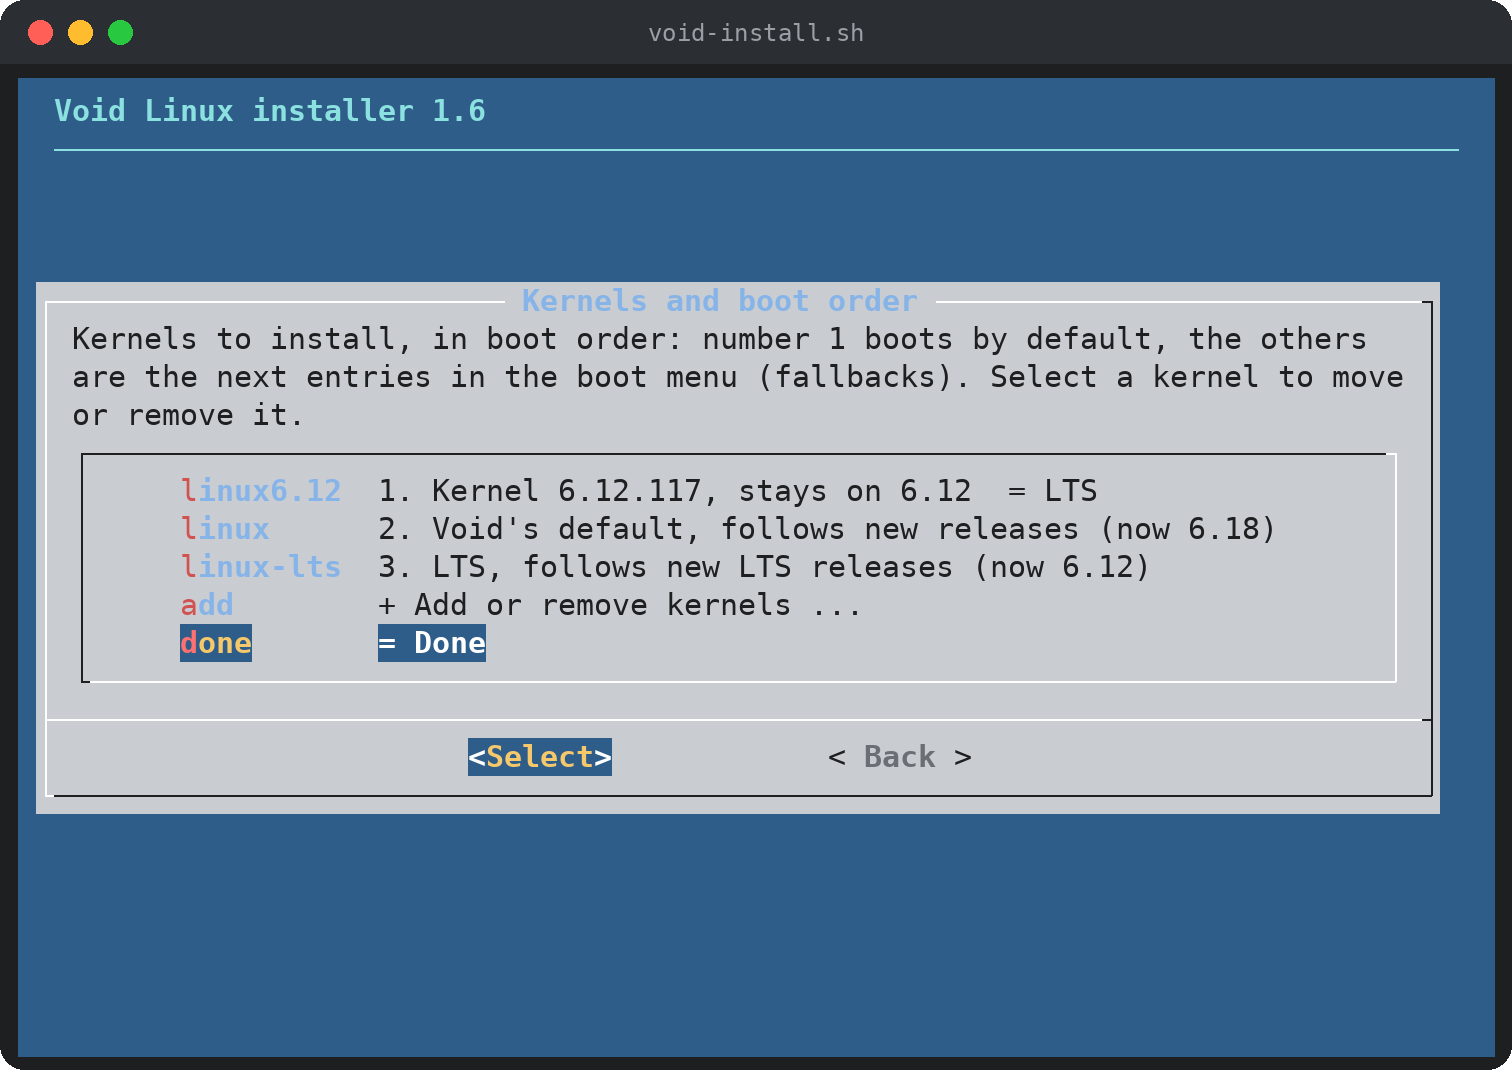 void-install.sh
Void Linux installer 1.6
Kernels and boot order
Kernels to install, in boot order: number 1 boots by default, the others
are the next entries in the boot menu (fallbacks). Select a kernel to move
or remove it.
linux6.12  1. Kernel 6.12.117, stays on 6.12  = LTS
linux      2. Void's default, follows new releases (now 6.18)
linux-lts  3. LTS, follows new LTS releases (now 6.12)
add        + Add or remove kernels ...
done       = Done
<Select>            < Back >